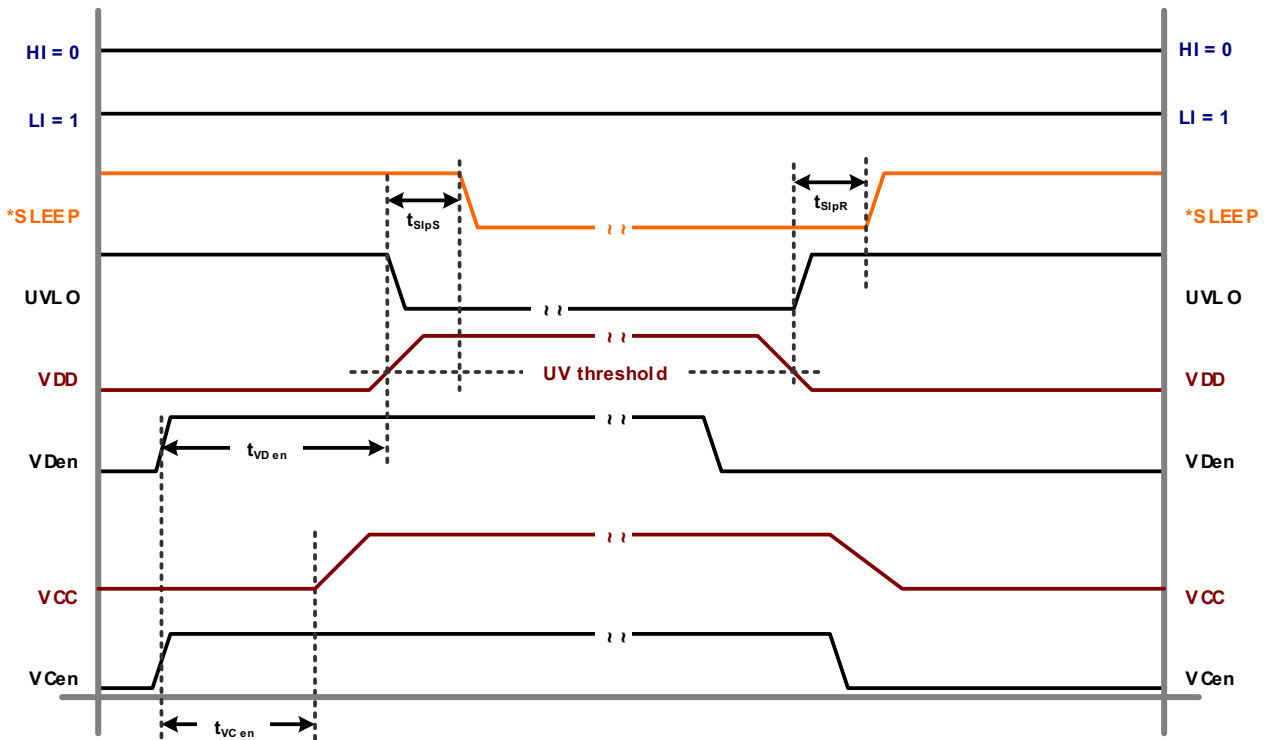 HI = 0
HI = 0
LI = 1
LI = 1
*SLEEP
tSlpS
tSlpR
*SLEEP
UVLO
UVLO
VDD
UV threshold
VDD
VDen
tVDen
VDen
VCC
VCC
VCen
VCen
tVCen